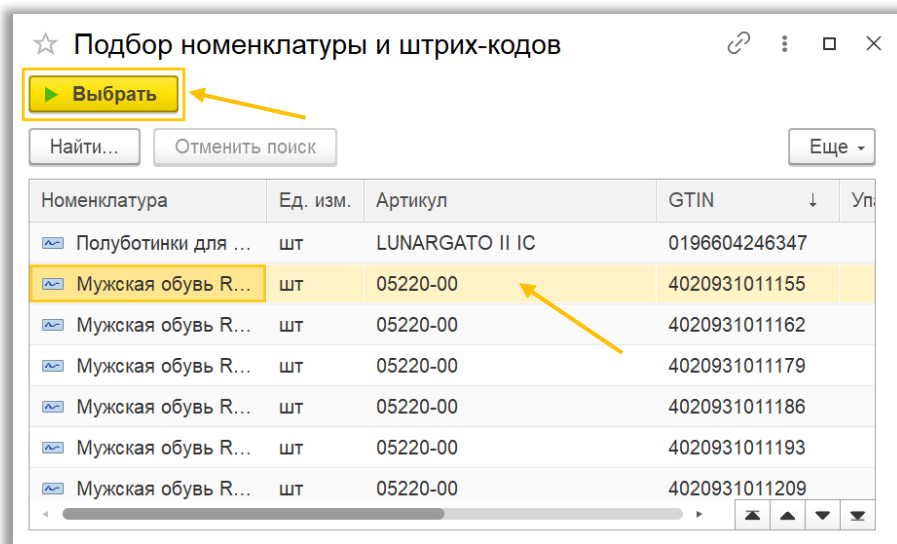 Подбор номенклатуры и штрих-кодов
Выбрать
Найти... Отменить поиск Еще
Номенклатура Ед. изм. Артикул GTIN ↓ Упа
Полуботинки для ... шт LUNARGATO II IC 0196604246347
Мужская обувь R... шт 05220-00 4020931011155
Мужская обувь R... шт 05220-00 4020931011162
Мужская обувь R... шт 05220-00 4020931011179
Мужская обувь R... шт 05220-00 4020931011186
Мужская обувь R... шт 05220-00 4020931011193
Мужская обувь R... шт 05220-00 4020931011209